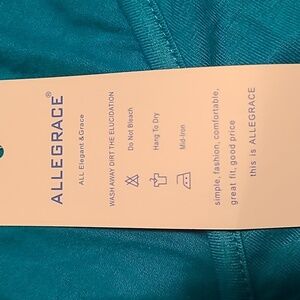 ALLEGRACE®
ALL Elegant &Grace
WASH AWAY DIRT THE ELICIDATION
Do Not Bleach
Hang To Dry
Mid-Iron
simple, fashion, comfortable,
great fit, good price
this is ALLEGRACE